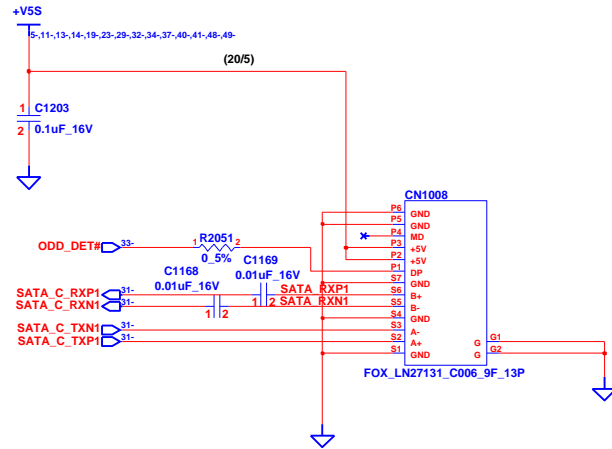 +V5S
5-,11-,13-,14-,19-,23-,29-,32-,34-,37-,40-,41-,48-,49-
(20/5)
1 C1203
2 0.1uF_16V
CN1008
P6 GND
P5 GND
P4 MD
P3 +5V
P2 +5V
P1 DP
S7 GND
S6 B+
S5 B-
S4 GND
S3 A-
S2 A+
S1 GND
G G1
G G2
FOX_LN27131_C006_9F_13P
ODD_DET# 33- 1 R2051 2
0_5%
C1168 C1169
0.01uF_16V 0.01uF_16V
SATA_C_RXP1 31- 1 2 SATA_RXP1
SATA_C_RXN1 31- 1 2 SATA_RXN1
SATA_C_TXN1 31-
SATA_C_TXP1 31-